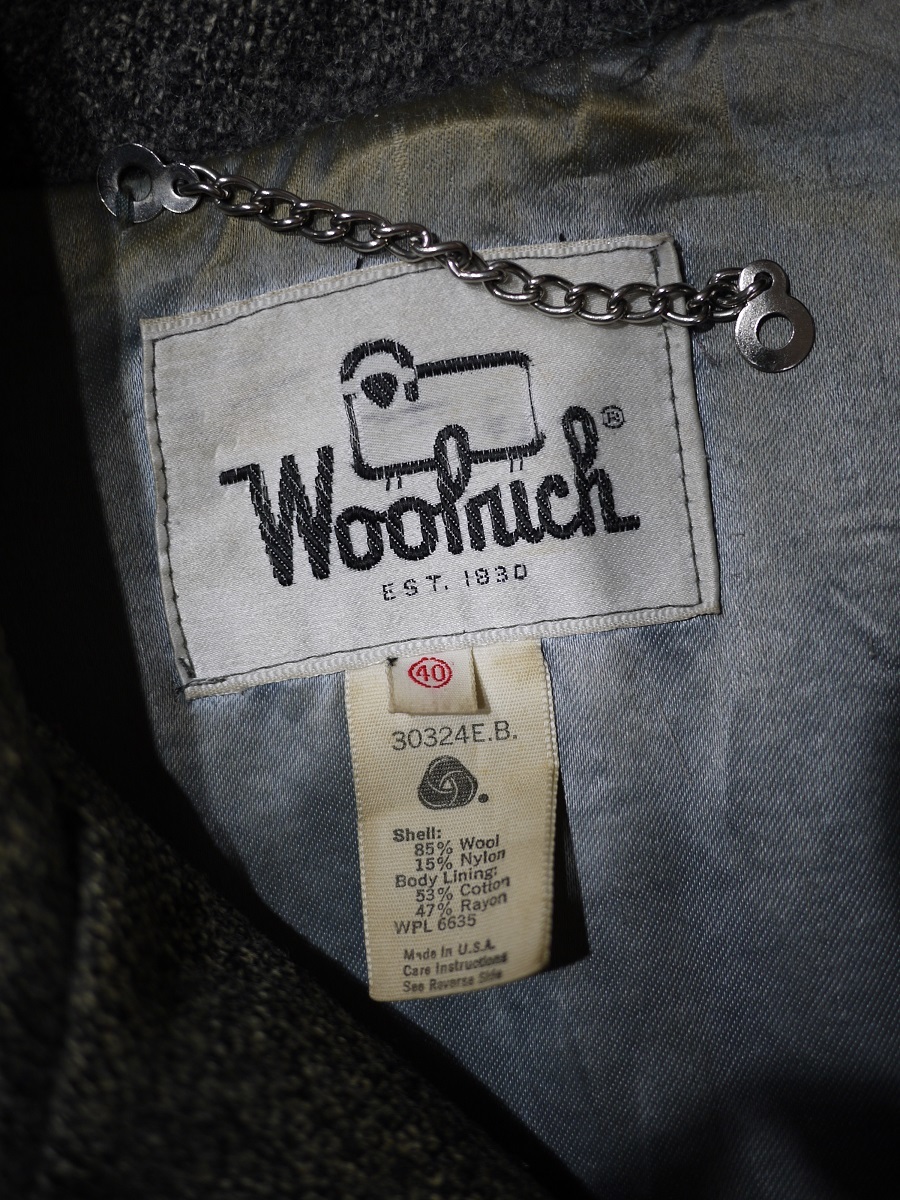 Woolrich®
EST. 1830
40
30324E.B.
Shell:
85% Wool
15% Nylon
Body Lining:
53% Cotton
47% Rayon
WPL 6635
Made In U.S.A.
Care Instructions
See Reverse Side